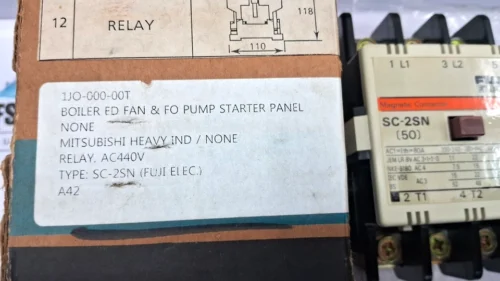 12 RELAY
118
110
1JO-000-00T
BOILER FD FAN & FO PUMP STARTER PANEL
NONE
MITSUBISHI HEAVY IND / NONE
RELAY. AC440V
TYPE: SC-2SN (FUJI ELEC.)
A42
1 L1 3 L2 5
Magnetic Contactor
SC-2SN
(50)
2 T1 4 T2